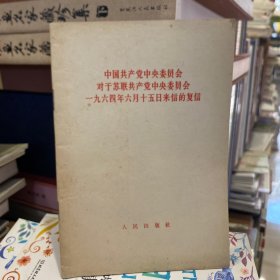 中国共产党中央委员会
对于苏联共产党中央委员会
一九六四年六月十五日来信的复信
人民出版社